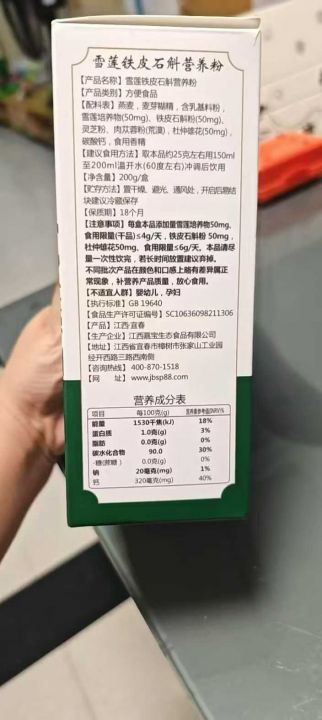 雪莲铁皮石斛营养粉
【产品名称】雪莲铁皮石斛营养粉
【产品类别】方便食品
【配料表】燕麦，麦芽糊精，含乳基料粉，
雪莲培养物(50mg)、铁皮石斛粉(50mg)、
灵芝粉、肉苁蓉粉(荒漠)，杜仲雄花(50mg)，
碳酸钙，食用香精
【建议食用方法】取本品约25克左右用150ml
至200ml温开水(60度左右)冲调后饮用
【净含量】200g/盒
【贮存方法】置干燥、避光、通风处，开启后易结
块建议冷藏保存
【保质期】18个月
【注意事项】每盒本品添加量雪莲培养物50mg，
食用限量(干品)≤4g/天，铁皮石斛粉 50mg，
杜仲雄花50mg，食用限量≤6g/天。本品请尽
量一次性饮完，若长时间放置建议弃掉。
不同批次产品在颜色和口感上略有差异属正
常现象，补营养产品质量，放心食用。
【不适宜人群】婴幼儿，孕妇
【执行标准】GB 19640
【食品生产许可证编号】SC10636098211306
【产地】江西·宜春
【生产企业】江西嘉宝生态食品有限公司
【地址】江西省宜春市樟树市张家山工业园
经开西路三路西南侧
【咨询热线】400-870-1518
【网 址】 www.jbsp88.com
营养成分表
项目 每100克(g) 营养素参考值(NRV)%
能量 1530千焦(kJ) 18%
蛋白质 1.0克(g) 3%
脂肪 0.0克(g) 0%
碳水化合物 90.0 30%
-糖(蔗糖) 0.0克(g) 0%
钠 20毫克(mg) 1%
钙 320毫克(mg) 40%